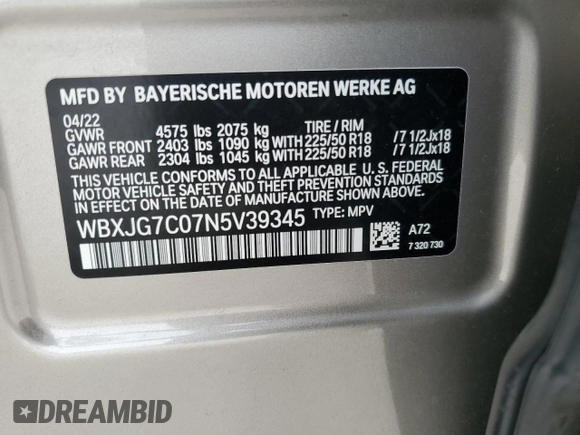 MFD BY BAYERISCHE MOTOREN WERKE AG
04/22
GVWR 4575 lbs 2075 kg TIRE / RIM
GAWR FRONT 2403 lbs 1090 kg WITH 225/50 R18 /7 1/2Jx18
GAWR REAR 2304 lbs 1045 kg WITH 225/50 R18 /7 1/2Jx18
THIS VEHICLE CONFORMS TO ALL APPLICABLE U. S. FEDERAL
MOTOR VEHICLE SAFETY, BUMPER, AND THEFT PREVENTION STANDARDS
IN EFFECT ON THE DATE OF MANUFACTURE SHOWN ABOVE.
WBXJG7C07N5V39345 TYPE: MPV
A72
7 320 730
DREAMBID